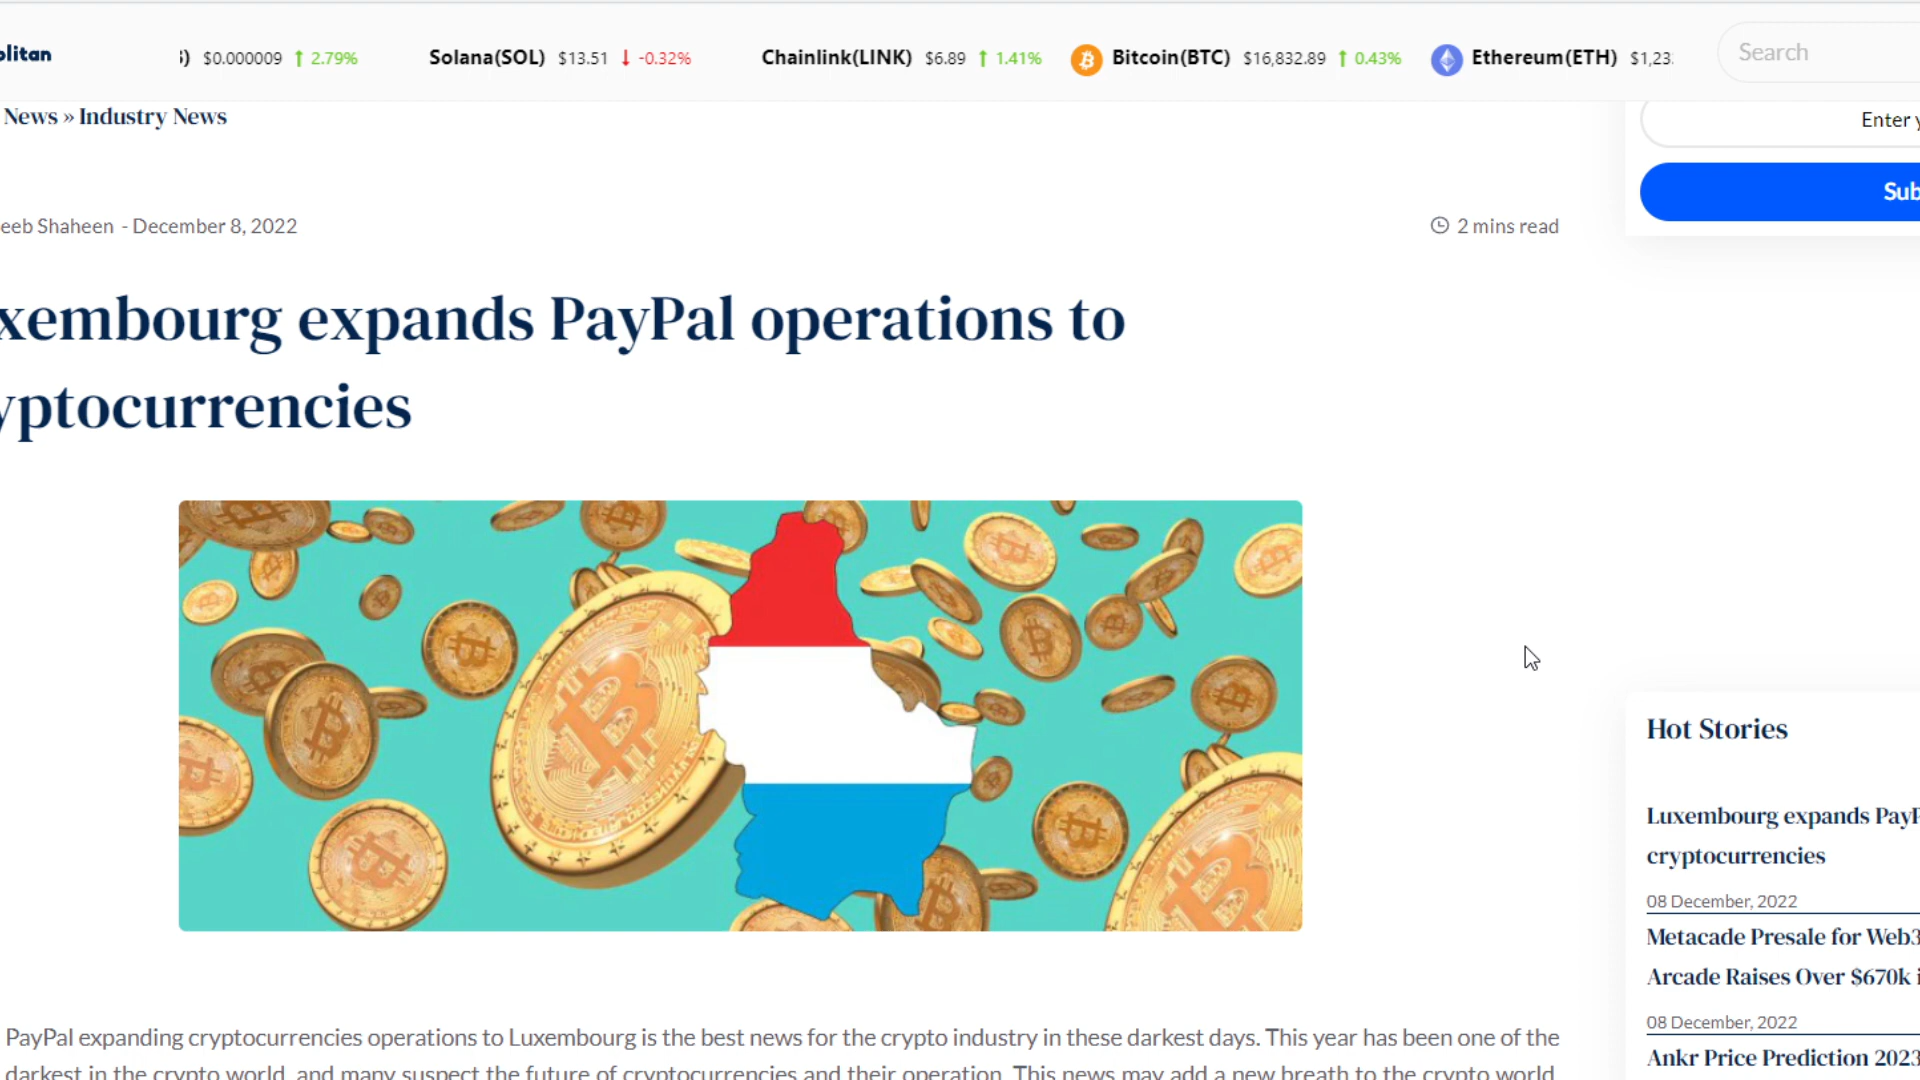 olitan
) $0.000009 2.79% Solana(SOL) $13.51 -0.32% Chainlink(LINK) $6.89 1.41% Bitcoin(BTC) $16,832.89 0.43% Ethereum(ETH) $1,23
Search
News » Industry News
Enter y
Sub
eeb Shaheen - December 8, 2022
2 mins read
xembourg expands PayPal operations to
yptocurrencies
Hot Stories
Luxembourg expands PayP
cryptocurrencies
08 December, 2022
Metacade Presale for Web3
Arcade Raises Over $670k i
08 December, 2022
Ankr Price Prediction 2023
PayPal expanding cryptocurrencies operations to Luxembourg is the best news for the crypto industry in these darkest days. This year has been one of the
darkest in the crypto world, and many suspect the future of cryptocurrencies and their operation. This news may add a new breath to the crypto world